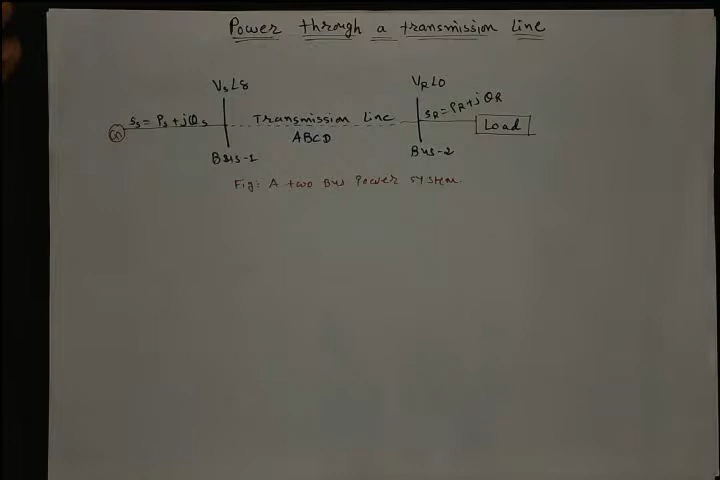 Power through a transmission line
Vs∠δ
VR∠0
Ss = Ps + jQs
Transmission line
SR = PR + jQR
Load
ABCD
Bus-1
Bus-2
Fig: A two Bus Power system.